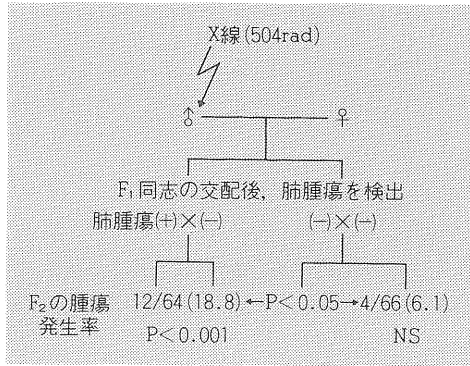 X線(504rad)
♂ ♀
F₁同志の交配後, 肺腫瘍を検出
肺腫瘍(+)×(−) (−)×(−)
F₂の腫瘍発生率 12/64(18.8) ←P<0.05→ 4/66(6.1)
P<0.001 NS